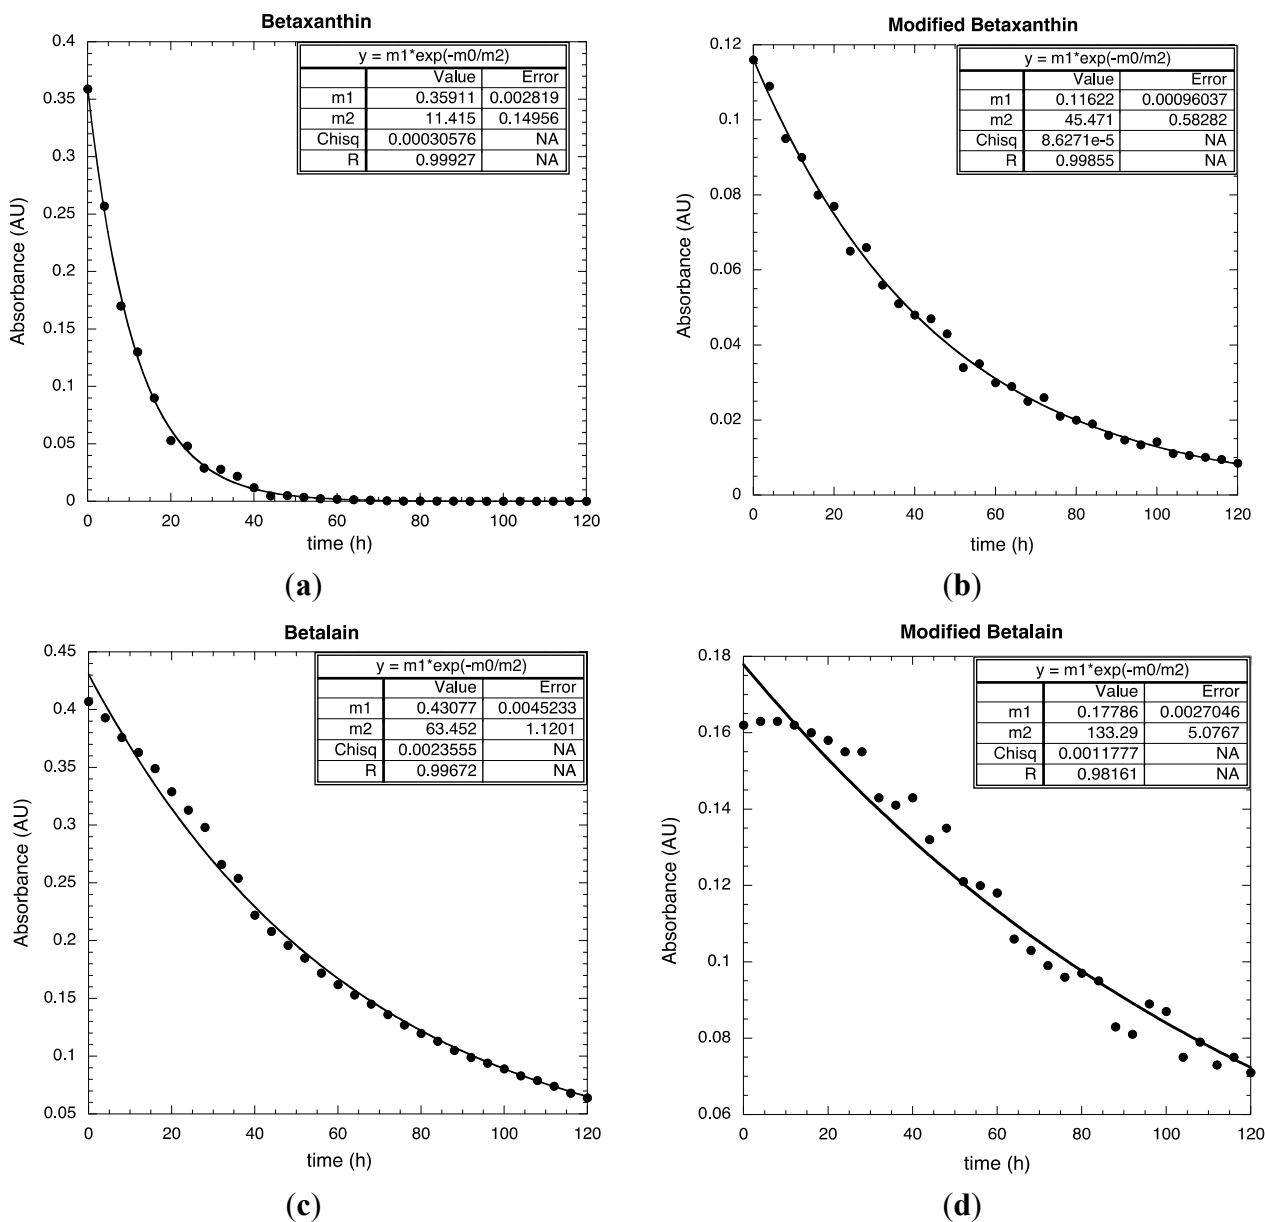 Betaxanthin
0.4
0.35
0.3
0.25
0.2
0.15
0.1
0.05
0
Absorbance (AU)
y = m1*exp(-m0/m2)
Value Error
m1 0.35911 0.002819
m2 11.415 0.14956
Chisq 0.00030576 NA
R 0.99927 NA
0 20 40 60 80 100 120
time (h)
(a)
Modified Betaxanthin
0.12
0.1
0.08
0.06
0.04
0.02
0
Absorbance (AU)
y = m1*exp(-m0/m2)
Value Error
m1 0.11622 0.00096037
m2 45.471 0.58282
Chisq 8.6271e-5 NA
R 0.99855 NA
0 20 40 60 80 100 120
time (h)
(b)
Betalain
0.45
0.4
0.35
0.3
0.25
0.2
0.15
0.1
0.05
Absorbance (AU)
y = m1*exp(-m0/m2)
Value Error
m1 0.43077 0.0045233
m2 63.452 1.1201
Chisq 0.0023555 NA
R 0.99672 NA
0 20 40 60 80 100 120
time (h)
(c)
Modified Betalain
0.18
0.16
0.14
0.12
0.1
0.08
0.06
Absorbance (AU)
y = m1*exp(-m0/m2)
Value Error
m1 0.17786 0.0027046
m2 133.29 5.0767
Chisq 0.0011777 NA
R 0.98161 NA
0 20 40 60 80 100 120
time (h)
(d)